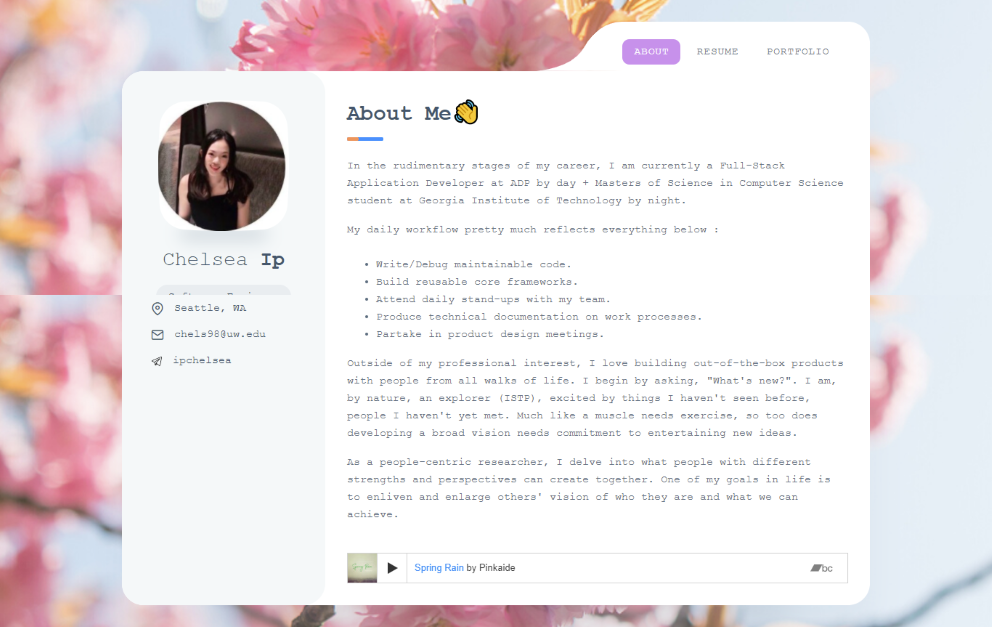 ABOUT RESUME PORTFOLIO
Chelsea Ip
Seattle, WA
chels98@uw.edu
ipchelsea
About Me
In the rudimentary stages of my career, I am currently a Full-Stack
Application Developer at ADP by day + Masters of Science in Computer Science
student at Georgia Institute of Technology by night.
My daily workflow pretty much reflects everything below :
• Write/Debug maintainable code.
• Build reusable core frameworks.
• Attend daily stand-ups with my team.
• Produce technical documentation on work processes.
• Partake in product design meetings.
Outside of my professional interest, I love building out-of-the-box products
with people from all walks of life. I begin by asking, "What's new?". I am,
by nature, an explorer (ISTP), excited by things I haven't seen before,
people I haven't yet met. Much like a muscle needs exercise, so too does
developing a broad vision needs commitment to entertaining new ideas.
As a people-centric researcher, I delve into what people with different
strengths and perspectives can create together. One of my goals in life is
to enliven and enlarge others' vision of who they are and what we can
achieve.
Spring Rain by Pinkaide
bc